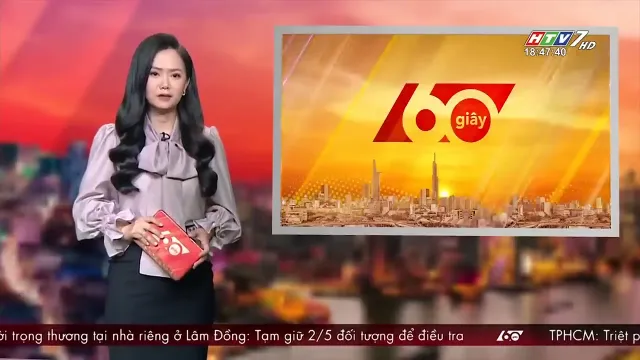 HTV7 HD
18:47:40
60 giây
60
ời trọng thương tại nhà riêng ở Lâm Đồng: Tạm giữ 2/5 đối tượng để điều tra 60 TPHCM: Triệt p